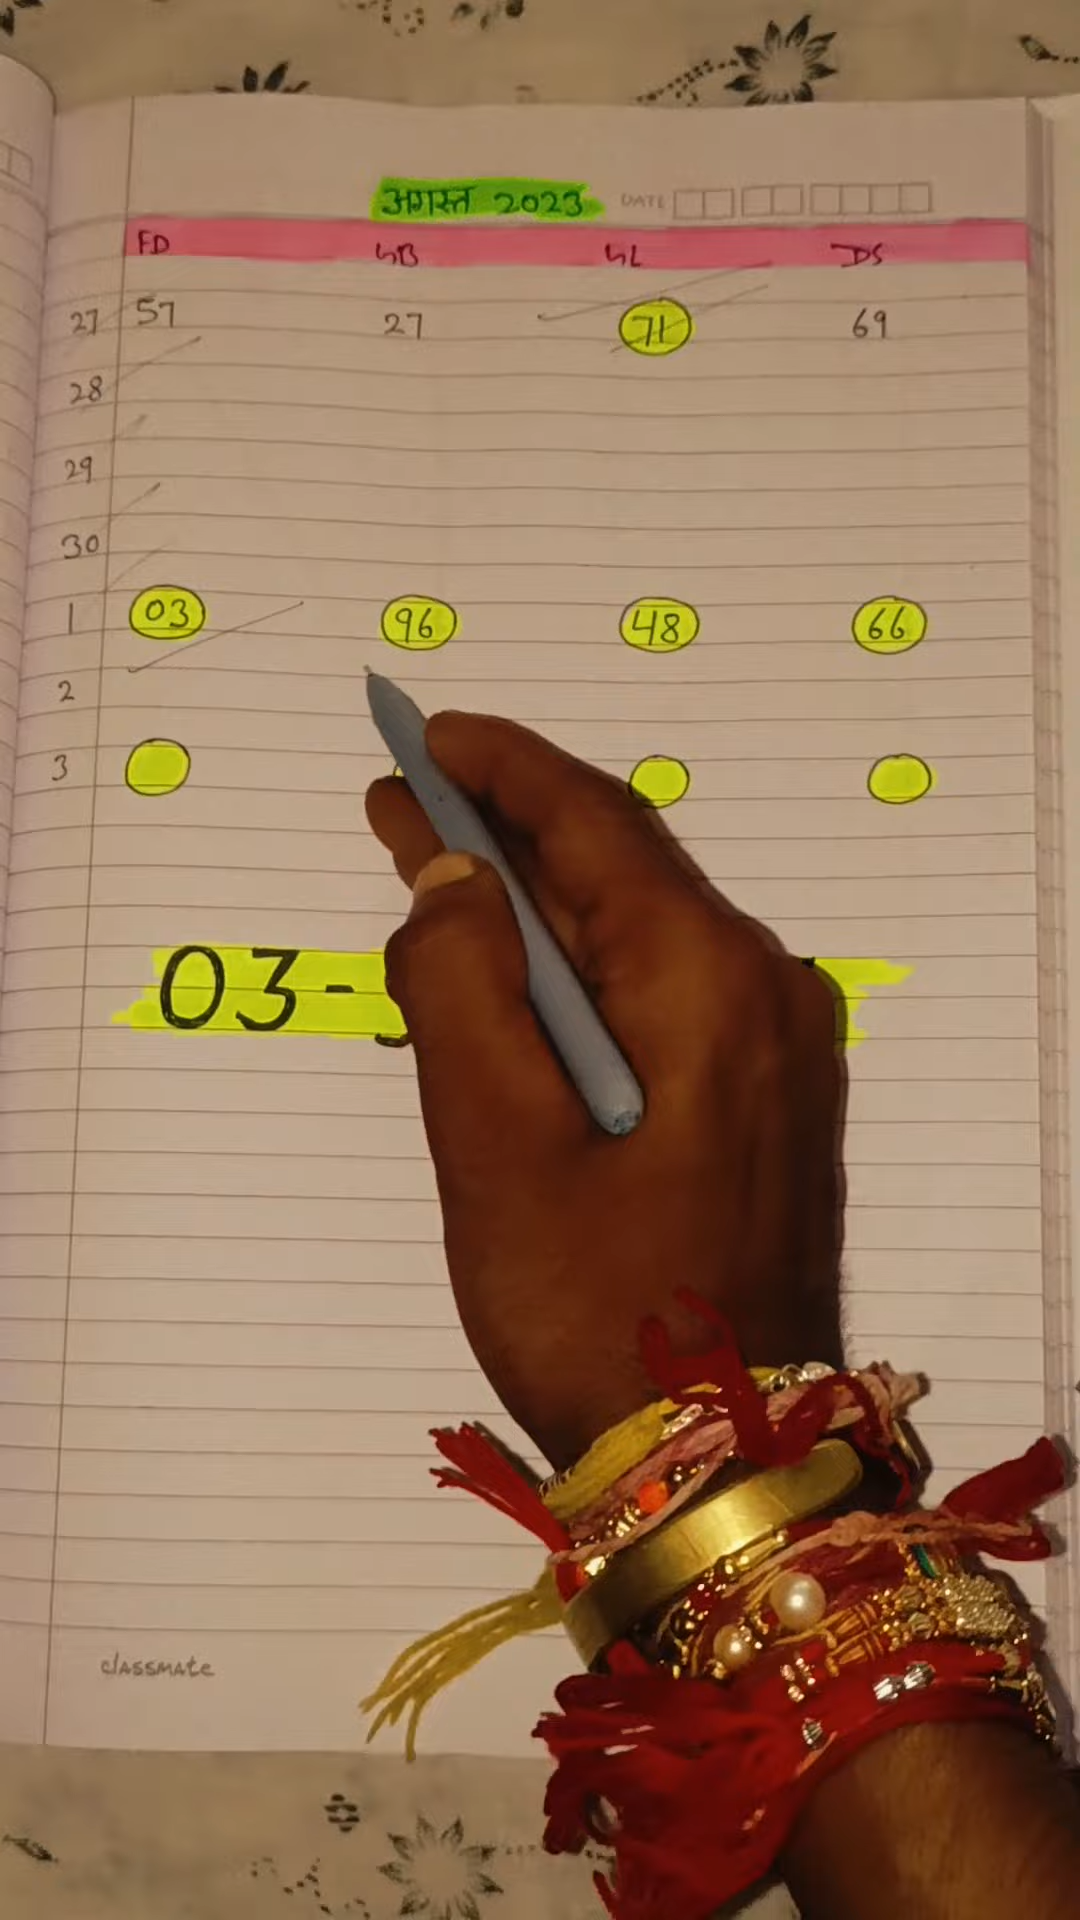 अगस्त 2023 DATE
FD GB GL DS
27 57 27 71 69
28
29
30
1 03 96 48 66
2
3
03-
classmate